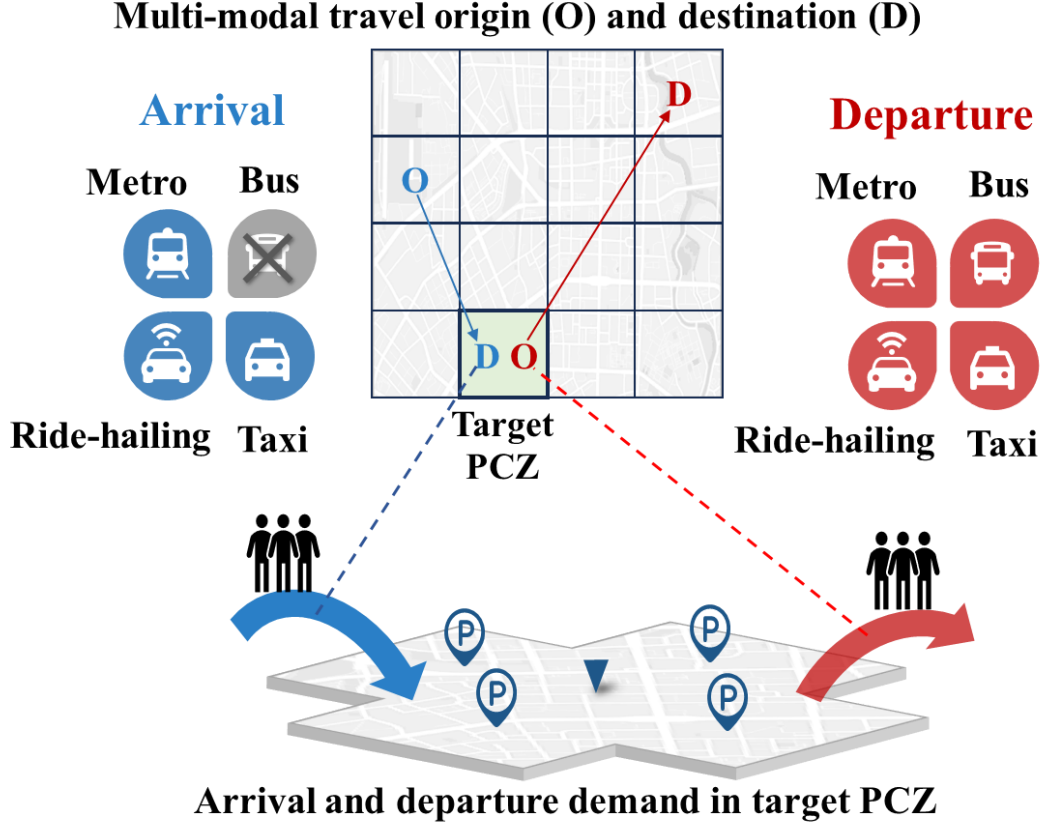 Multi-modal travel origin (O) and destination (D)
Arrival
Metro
Bus
Ride-hailing
Taxi
O
D
D
O
Target
PCZ
Departure
Metro
Bus
Ride-hailing
Taxi
P
P
P
P
Arrival and departure demand in target PCZ